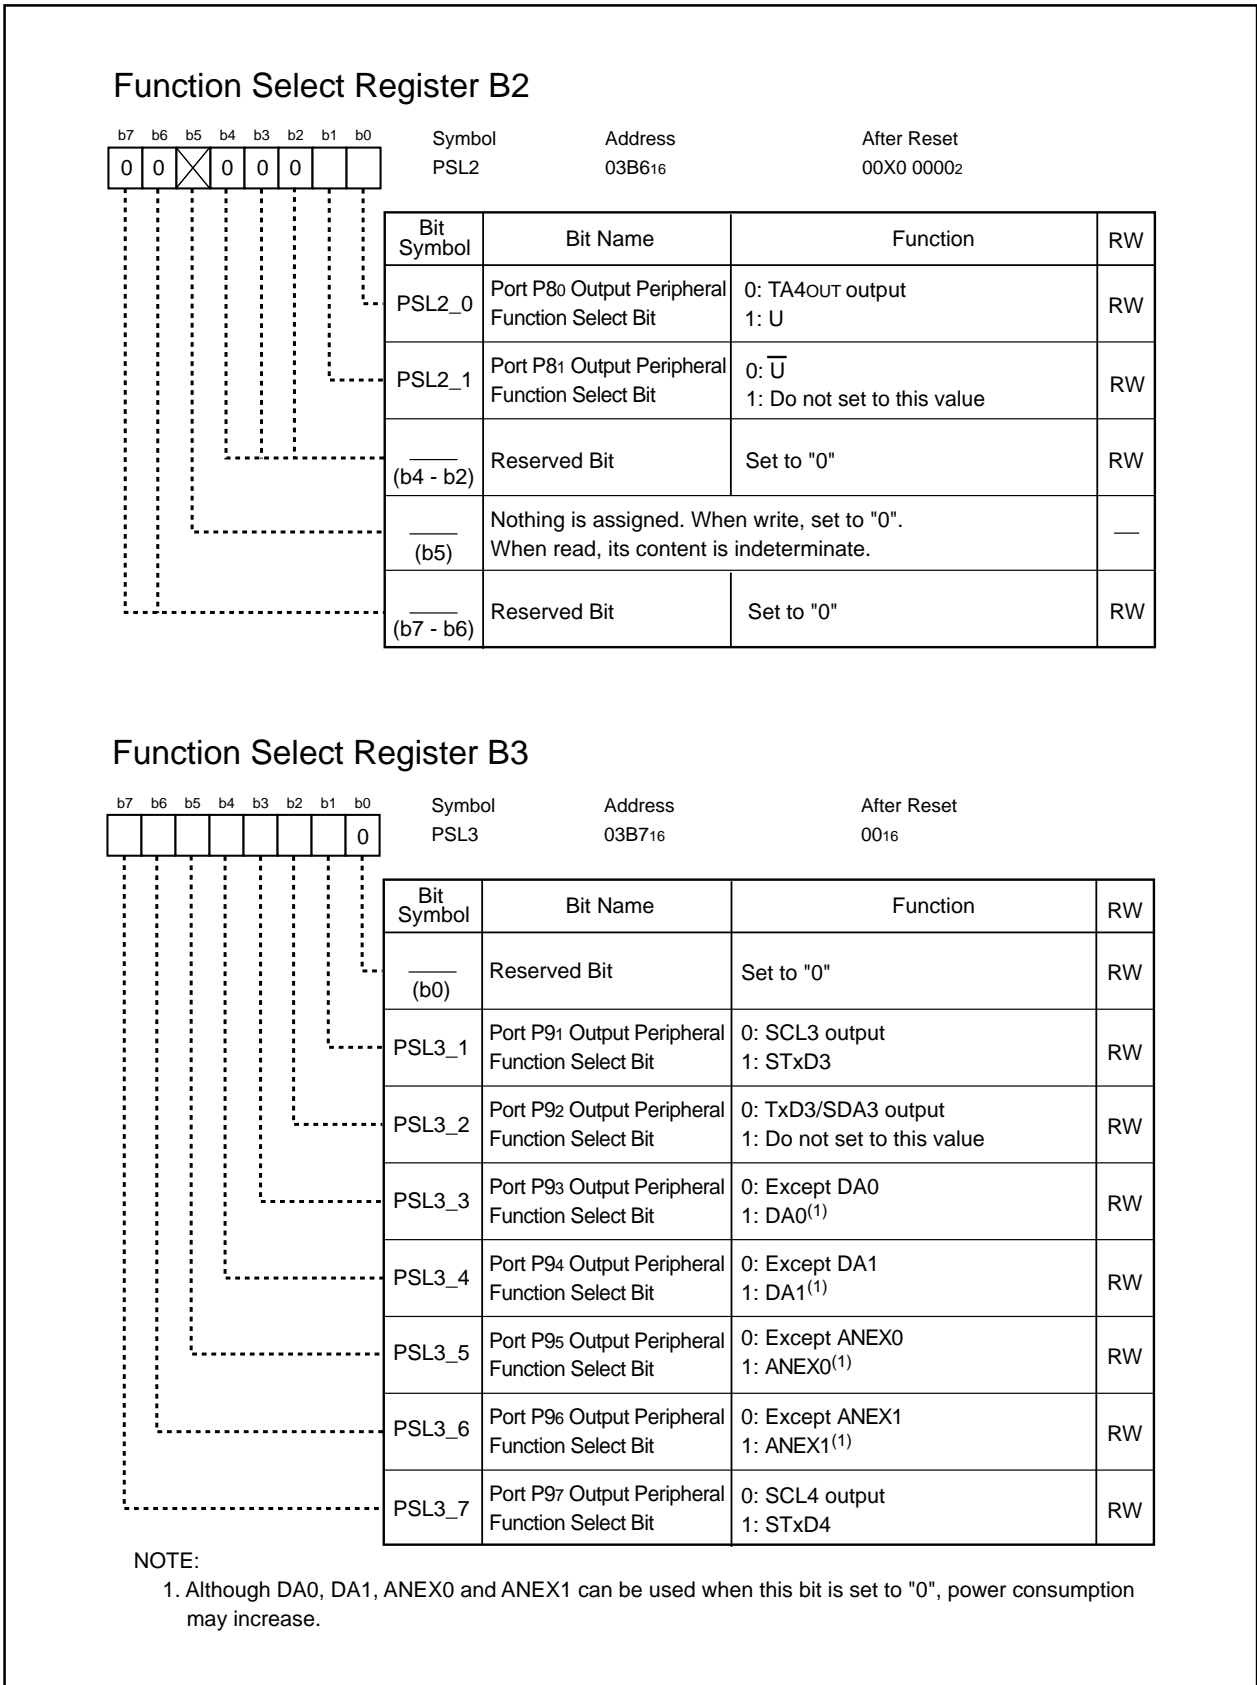 Function Select Register B2
b7 b6 b5 b4 b3 b2 b1 b0
Symbol Address After Reset
0 0 0 0 0
PSL2 03B616 00X0 00002
Bit Symbol Bit Name Function RW
PSL2_0 Port P80 Output Peripheral Function Select Bit 0: TA4OUT output 1: U RW
PSL2_1 Port P81 Output Peripheral Function Select Bit 0: U̅ 1: Do not set to this value RW
(b4 - b2) Reserved Bit Set to "0" RW
(b5) Nothing is assigned. When write, set to "0".
When read, its content is indeterminate. —
(b7 - b6) Reserved Bit Set to "0" RW
Function Select Register B3
b7 b6 b5 b4 b3 b2 b1 b0
Symbol Address After Reset
0
PSL3 03B716 0016
Bit Symbol Bit Name Function RW
(b0) Reserved Bit Set to "0" RW
PSL3_1 Port P91 Output Peripheral Function Select Bit 0: SCL3 output 1: STxD3 RW
PSL3_2 Port P92 Output Peripheral Function Select Bit 0: TxD3/SDA3 output 1: Do not set to this value RW
PSL3_3 Port P93 Output Peripheral Function Select Bit 0: Except DA0 1: DA0(1) RW
PSL3_4 Port P94 Output Peripheral Function Select Bit 0: Except DA1 1: DA1(1) RW
PSL3_5 Port P95 Output Peripheral Function Select Bit 0: Except ANEX0 1: ANEX0(1) RW
PSL3_6 Port P96 Output Peripheral Function Select Bit 0: Except ANEX1 1: ANEX1(1) RW
PSL3_7 Port P97 Output Peripheral Function Select Bit 0: SCL4 output 1: STxD4 RW
NOTE:
1. Although DA0, DA1, ANEX0 and ANEX1 can be used when this bit is set to "0", power consumption
may increase.